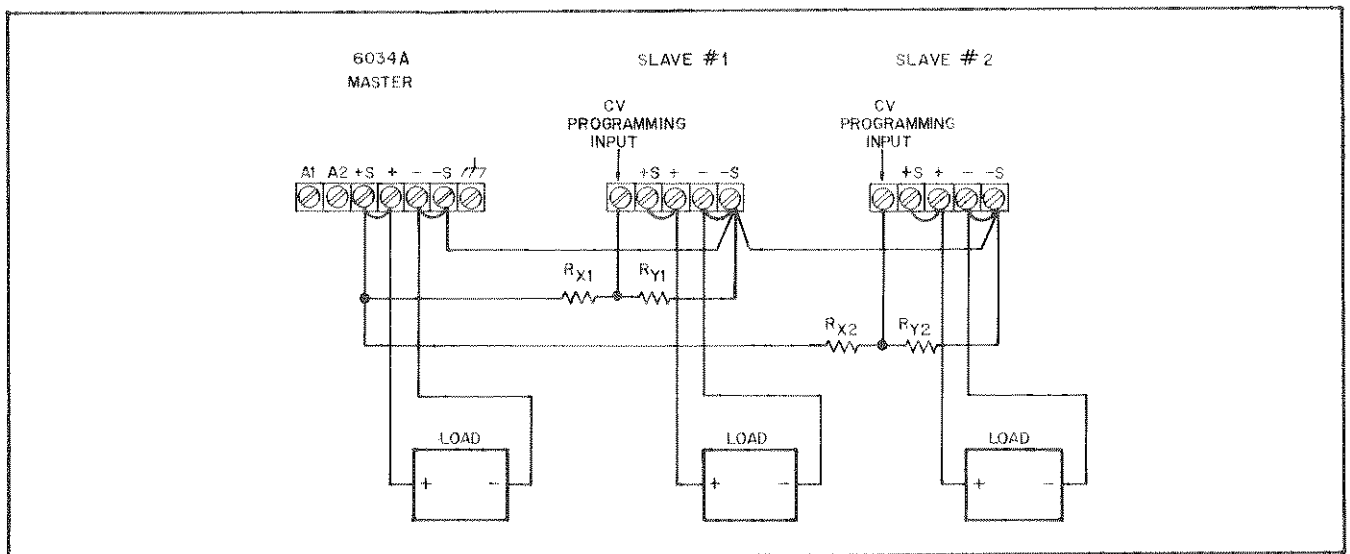 6034A
MASTER
SLAVE #1
SLAVE #2
CV
PROGRAMMING
INPUT
CV
PROGRAMMING
INPUT
A1 A2 +S + - -S
+S + - -S
+S + - -S
RX1 RY1
RX2 RY2
LOAD
+ -
LOAD
+ -
LOAD
+ -